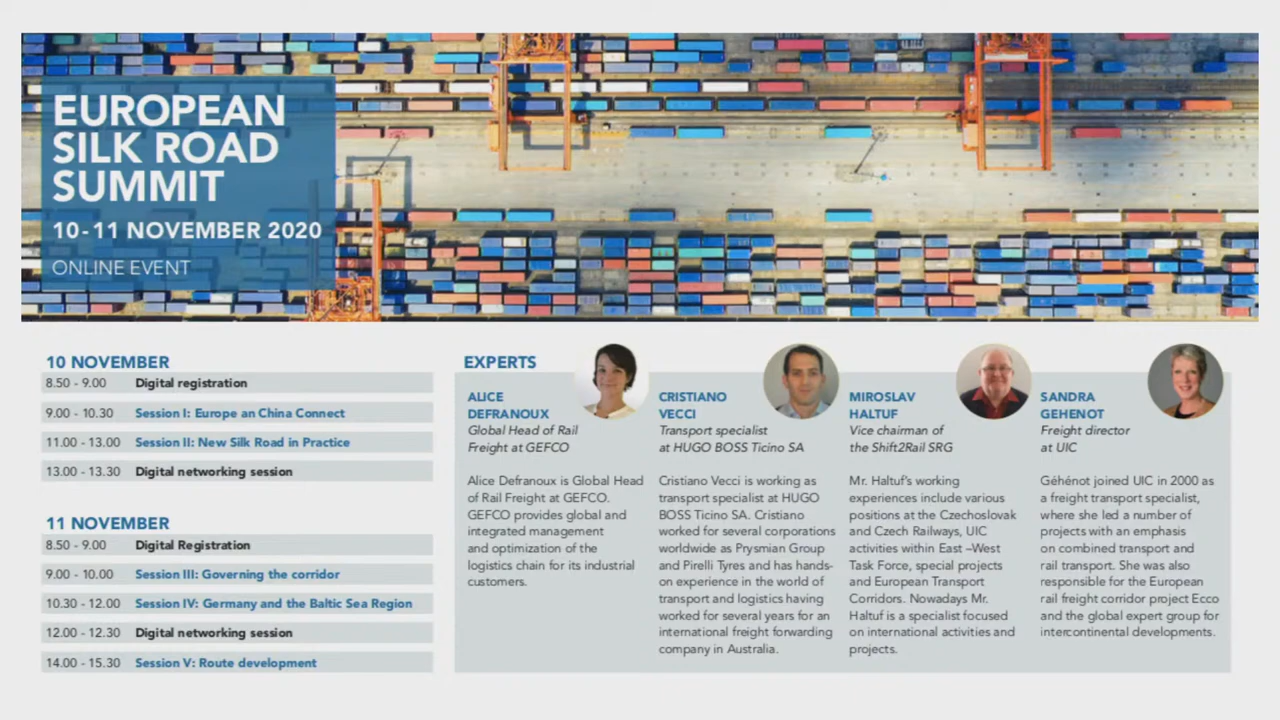 EUROPEAN
SILK ROAD
SUMMIT
10-11 NOVEMBER 2020
ONLINE EVENT
10 NOVEMBER
8.50 - 9.00 Digital registration
9.00 - 10.30 Session I: Europe an China Connect
11.00 - 13.00 Session II: New Silk Road in Practice
13.00 - 13.30 Digital networking session
11 NOVEMBER
8.50 - 9.00 Digital Registration
9.00 - 10.00 Session III: Governing the corridor
10.30 - 12.00 Session IV: Germany and the Baltic Sea Region
12.00 - 12.30 Digital networking session
14.00 - 15.30 Session V: Route development
EXPERTS
ALICE
DEFRANOUX
Global Head of Rail
Freight at GEFCO
Alice Defranoux is Global Head
of Rail Freight at GEFCO.
GEFCO provides global and
integrated management
and optimization of the
logistics chain for its industrial
customers.
CRISTIANO
VECCI
Transport specialist
at HUGO BOSS Ticino SA
Cristiano Vecci is working as
transport specialist at HUGO
BOSS Ticino SA. Cristiano
worked for several corporations
worldwide as Prysmian Group
and Pirelli Tyres and has hands-
on experience in the world of
transport and logistics having
worked for several years for an
international freight forwarding
company in Australia.
MIROSLAV
HALTUF
Vice chairman of
the Shift2Rail SRG
Mr. Haltuf's working
experiences include various
positions at the Czechoslovak
and Czech Railways, UIC
activities within East –West
Task Force, special projects
and European Transport
Corridors. Nowadays Mr.
Haltuf is a specialist focused
on international activities and
projects.
SANDRA
GEHENOT
Freight director
at UIC
Géhénot joined UIC in 2000 as
a freight transport specialist,
where she led a number of
projects with an emphasis
on combined transport and
rail transport. She was also
responsible for the European
rail freight corridor project Ecco
and the global expert group for
intercontinental developments.